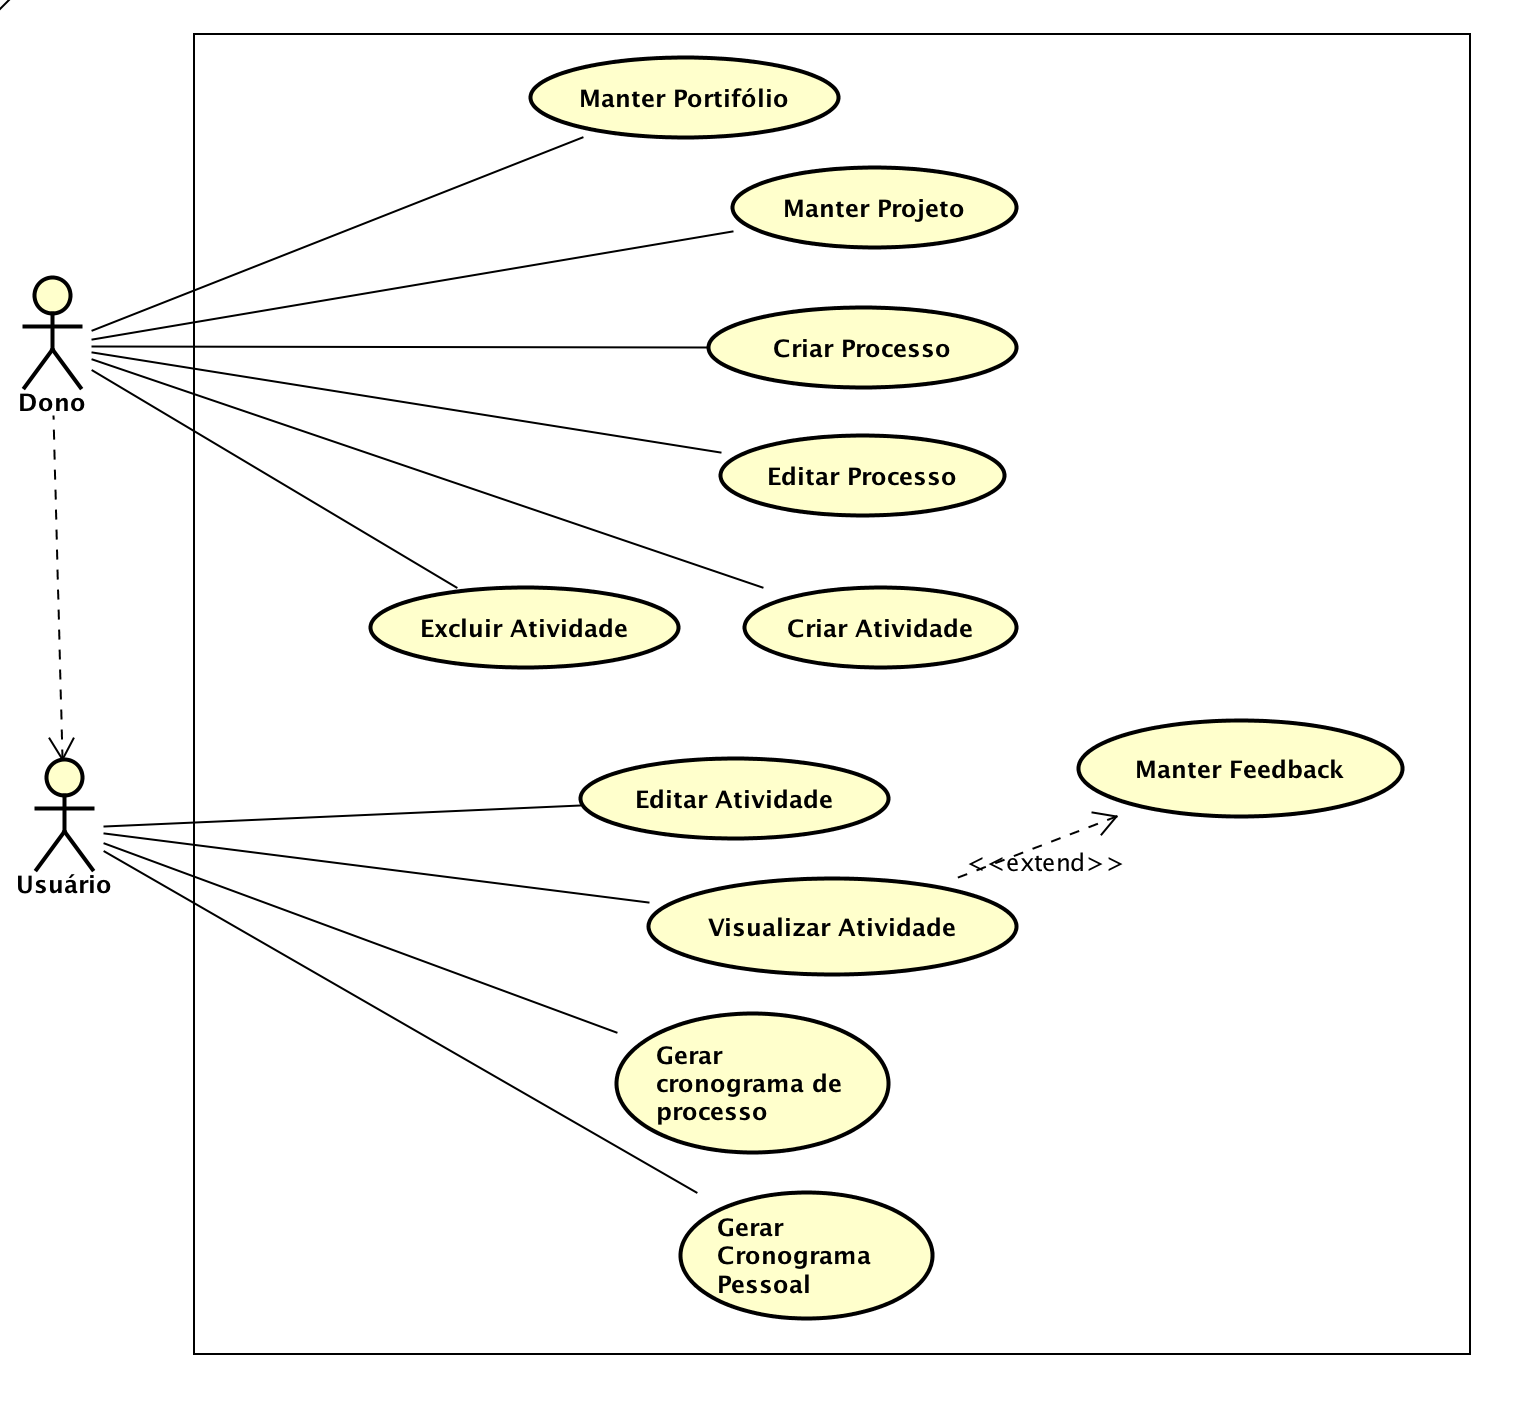 Manter Portifólio
Manter Projeto
Criar Processo
Dono
Editar Processo
Excluir Atividade
Criar Atividade
Manter Feedback
Editar Atividade
<<extend>>
Usuário
Visualizar Atividade
Gerar
cronograma de
processo
Gerar
Cronograma
Pessoal